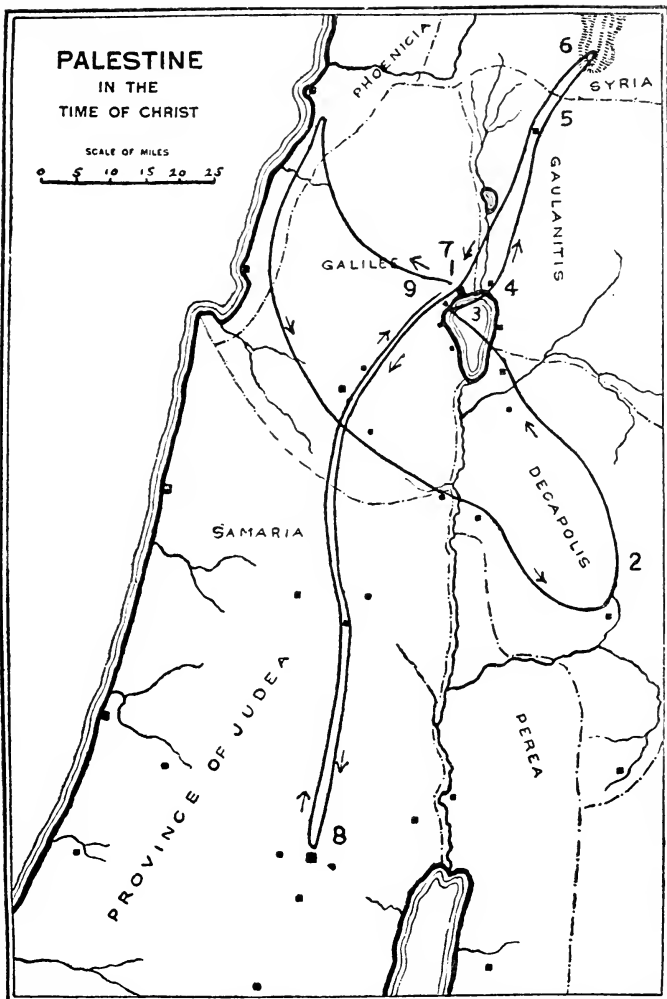 PALESTINE
IN THE
TIME OF CHRIST
SCALE OF MILES
0 5 10 15 20 25
PHOENICIA
6
SYRIA
5
GAULANITIS
7
1
GALILEE
9
4
3
DECAPOLIS
SAMARIA
2
PROVINCE OF JUDEA
PEREA
8